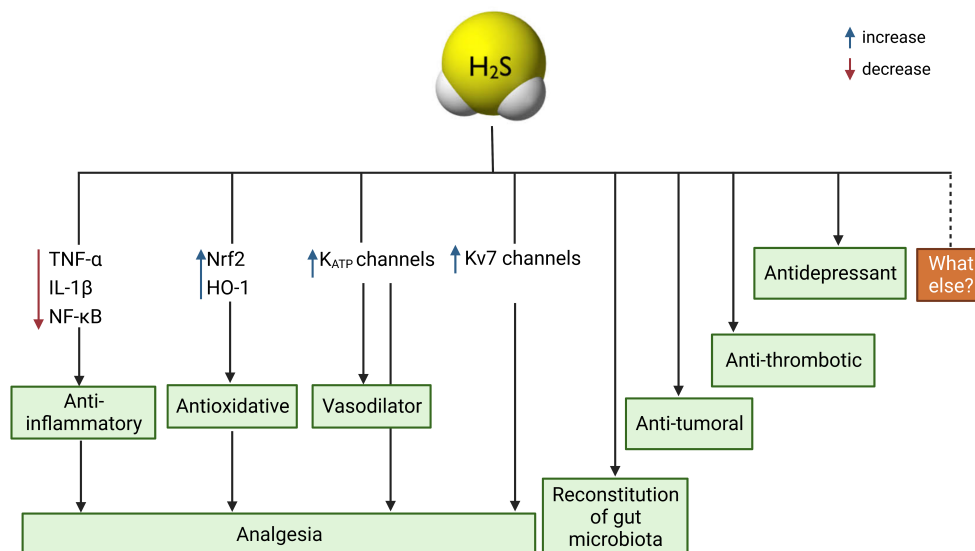 H₂S
increase
decrease
TNF-α
IL-1β
NF-κB
Nrf2
HO-1
KATP channels
Kv7 channels
Antidepressant
What
else?
Anti-thrombotic
Anti-
inflammatory
Antioxidative
Vasodilator
Anti-tumoral
Reconstitution
of gut
microbiota
Analgesia